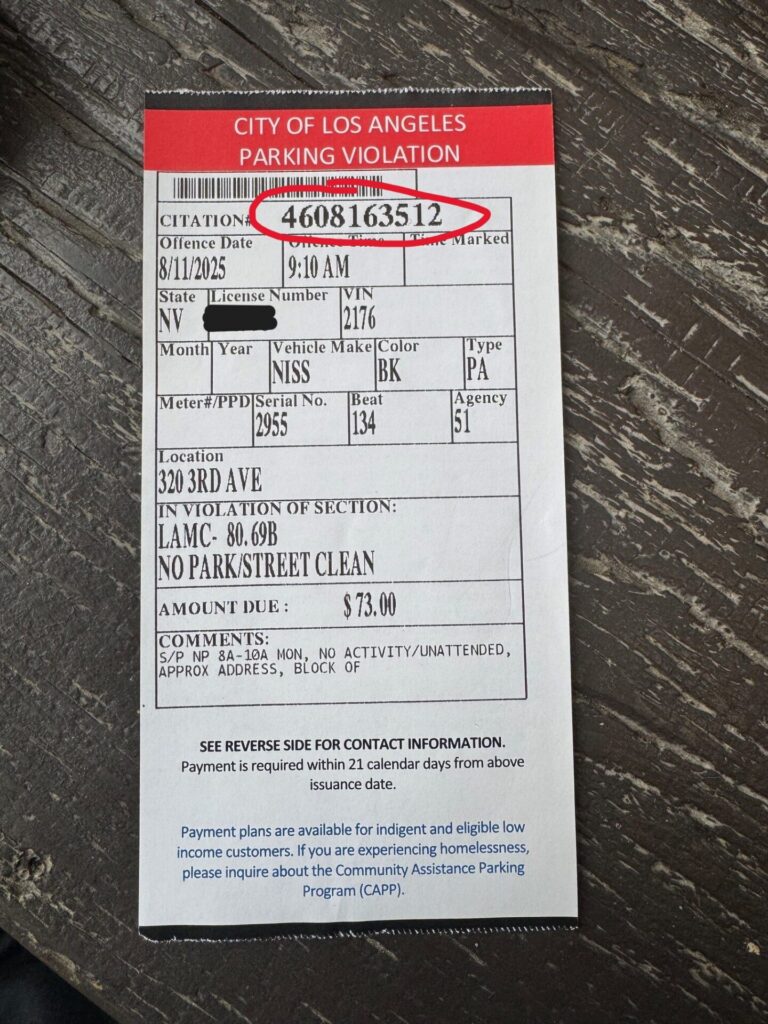 CITY OF LOS ANGELES
PARKING VIOLATION
CITATION# 4608163512
Offence Date Offence Time Time Marked
8/11/2025 9:10 AM
State License Number VIN
NV 2176
Month Year Vehicle Make Color Type
NISS BK PA
Meter#/PPD Serial No. Beat Agency
2955 134 51
Location
320 3RD AVE
IN VIOLATION OF SECTION:
LAMC- 80.69B
NO PARK/STREET CLEAN
AMOUNT DUE : $ 73.00
COMMENTS:
S/P NP 8A-10A MON, NO ACTIVITY/UNATTENDED,
APPROX ADDRESS, BLOCK OF
SEE REVERSE SIDE FOR CONTACT INFORMATION.
Payment is required within 21 calendar days from above
issuance date.
Payment plans are available for indigent and eligible low
income customers. If you are experiencing homelessness,
please inquire about the Community Assistance Parking
Program (CAPP).